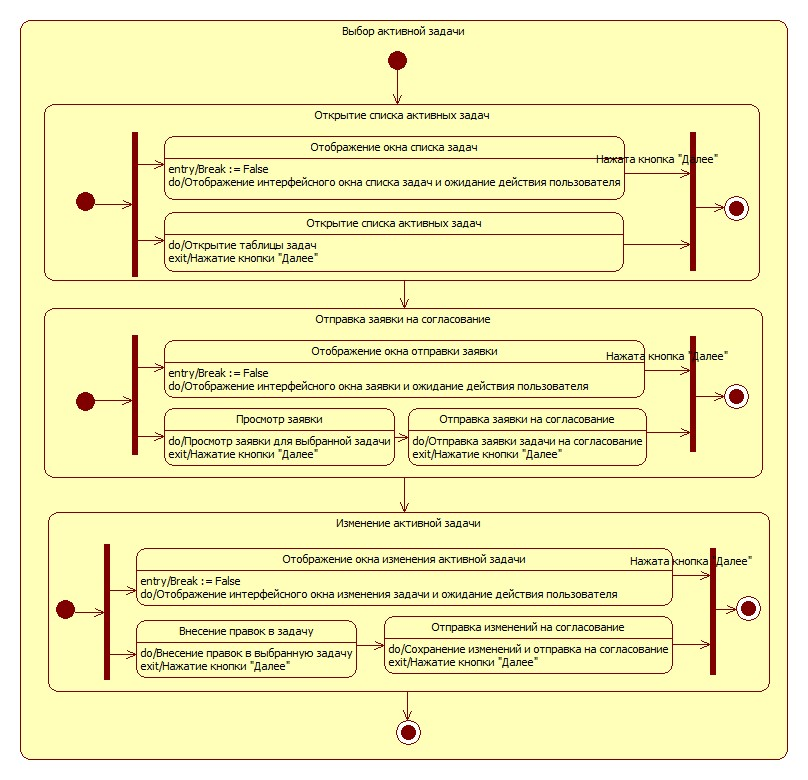 Выбор активной задачи
Открытие списка активных задач
Отображение окна списка задач
Нажата кнопка "Далее"
entry/Break := False
do/Отображение интерфейсного окна списка задач и ожидание действия пользователя
Открытие списка активных задач
do/Открытие таблицы задач
exit/Нажатие кнопки "Далее"
Отправка заявки на согласование
Отображение окна отправки заявки
Нажата кнопка "Далее"
entry/Break := False
do/Отображение интерфейсного окна заявки и ожидание действия пользователя
Просмотр заявки
do/Просмотр заявки для выбранной задачи
exit/Нажатие кнопки "Далее"
Отправка заявки на согласование
do/Отправка заявки задачи на согласование
exit/Нажатие кнопки "Далее"
Изменение активной задачи
Отображение окна изменения активной задачи
Нажата кнопка "Далее"
entry/Break := False
do/Отображение интерфейсного окна изменения задачи и ожидание действия пользователя
Внесение правок в задачу
do/Внесение правок в выбранную задачу
exit/Нажатие кнопки "Далее"
Отправка изменений на согласование
do/Сохранение изменений и отправка на согласование
exit/Нажатие кнопки "Далее"